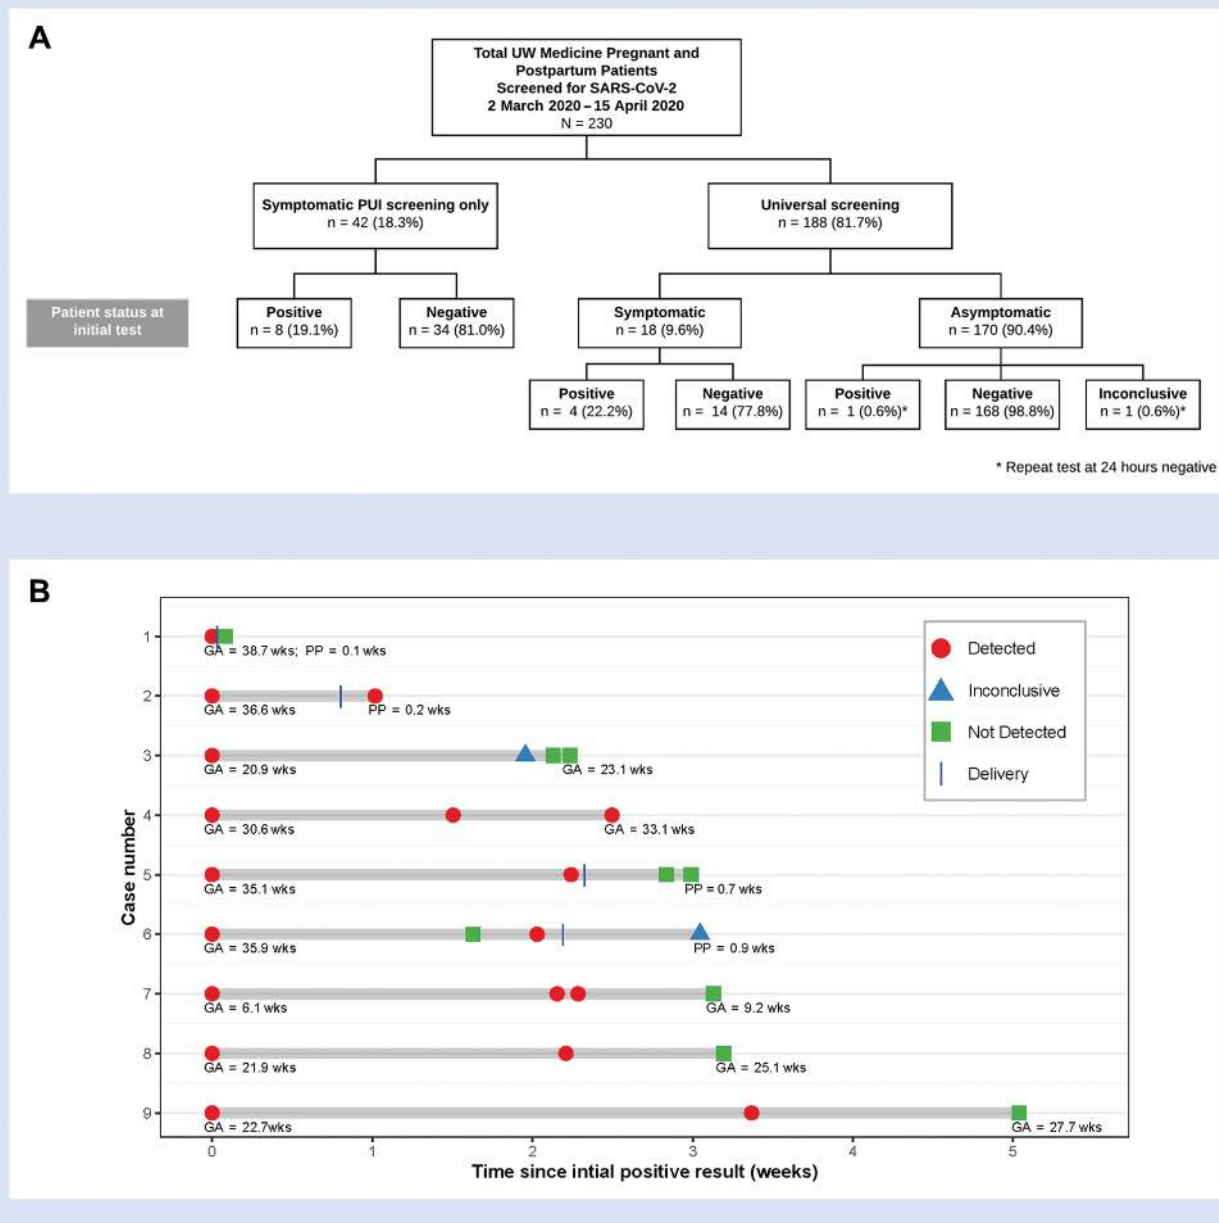 A
Total UW Medicine Pregnant and
Postpartum Patients
Screened for SARS-CoV-2
2 March 2020 – 15 April 2020
N = 230
Symptomatic PUI screening only
n = 42 (18.3%)
Universal screening
n = 188 (81.7%)
Patient status at
initial test
Positive
n = 8 (19.1%)
Negative
n = 34 (81.0%)
Symptomatic
n = 18 (9.6%)
Asymptomatic
n = 170 (90.4%)
Positive
n = 4 (22.2%)
Negative
n = 14 (77.8%)
Positive
n = 1 (0.6%)*
Negative
n = 168 (98.8%)
Inconclusive
n = 1 (0.6%)*
* Repeat test at 24 hours negative
B
Case number
1
GA = 38.7 wks; PP = 0.1 wks
2
GA = 36.6 wks
PP = 0.2 wks
3
GA = 20.9 wks
GA = 23.1 wks
4
GA = 30.6 wks
GA = 33.1 wks
5
GA = 35.1 wks
PP = 0.7 wks
6
GA = 35.9 wks
PP = 0.9 wks
7
GA = 6.1 wks
GA = 9.2 wks
8
GA = 21.9 wks
GA = 25.1 wks
9
GA = 22.7wks
GA = 27.7 wks
Detected
Inconclusive
Not Detected
Delivery
0 1 2 3 4 5
Time since intial positive result (weeks)